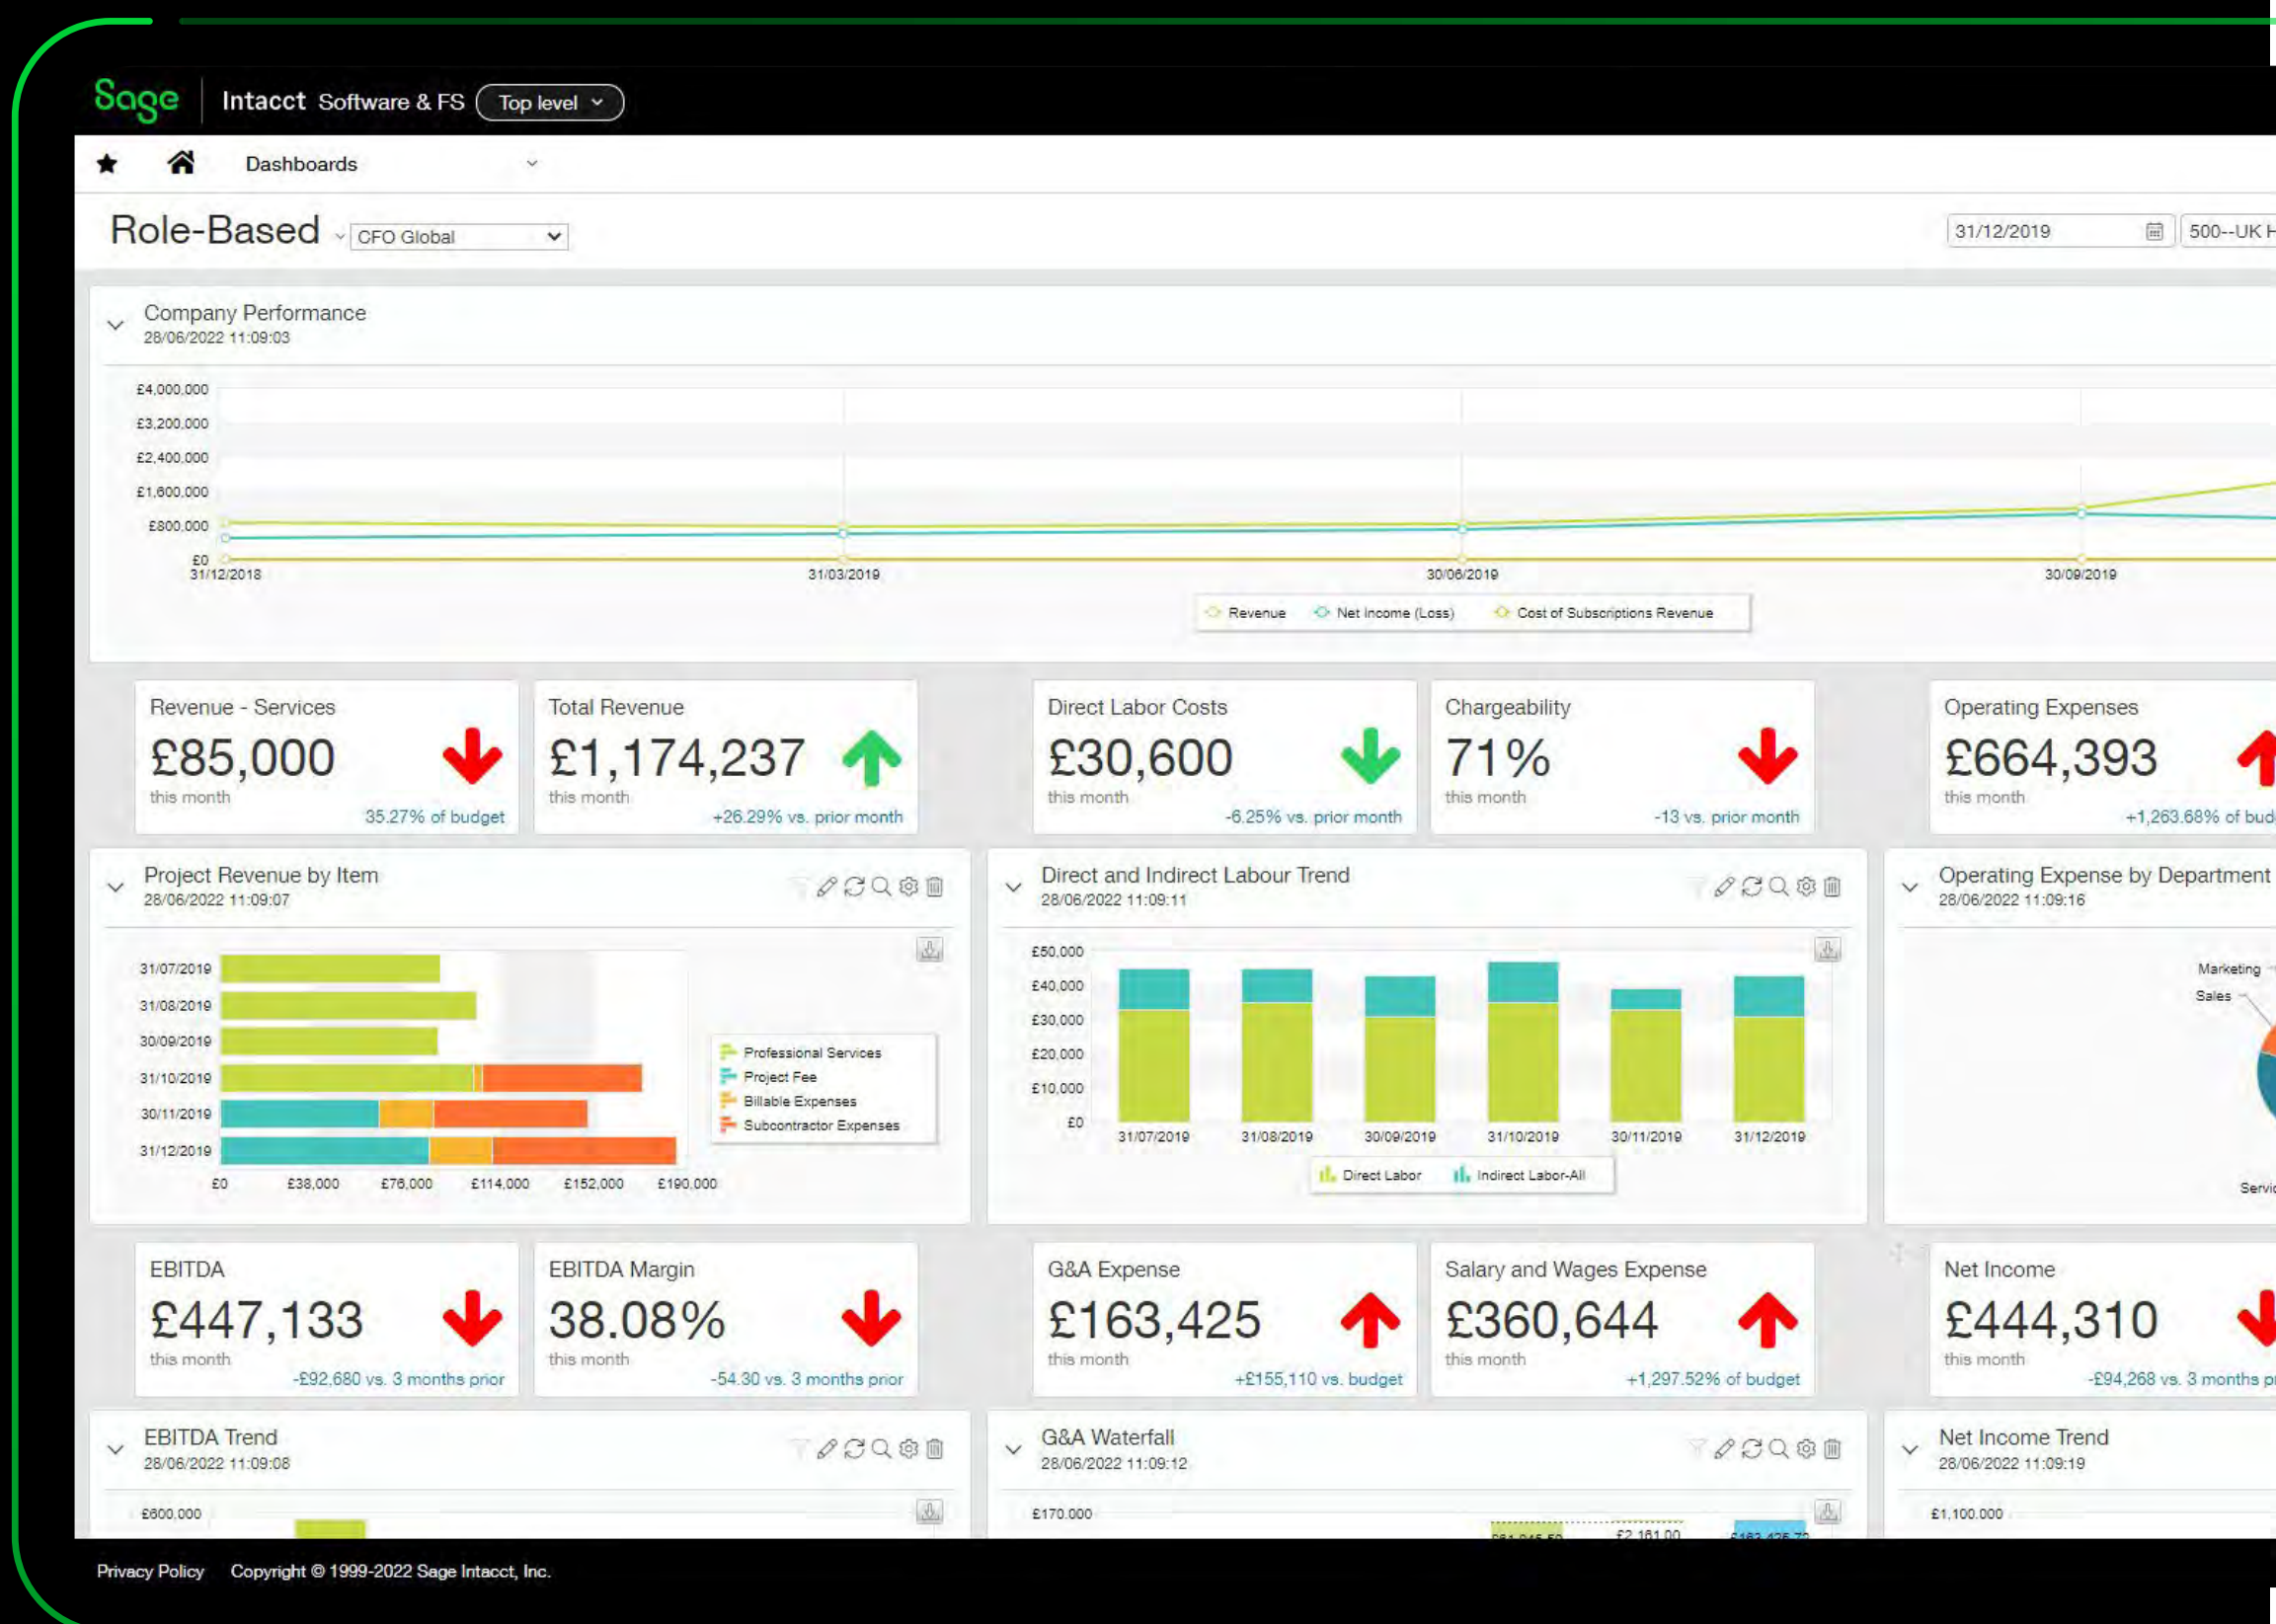 Sage Intacct Software & FS Top level
Dashboards
Role-Based CFO Global 31/12/2019 500--UK H
Company Performance
28/06/2022 11:09:03
£4,000,000
£3,200,000
£2,400,000
£1,600,000
£800,000
£0
31/12/2018 31/03/2019 30/06/2019 30/09/2019
Revenue Net Income (Loss) Cost of Subscriptions Revenue
Revenue - Services
£85,000
this month
35.27% of budget
Total Revenue
£1,174,237
this month
+26.29% vs. prior month
Direct Labor Costs
£30,600
this month
-6.25% vs. prior month
Chargeability
71%
this month
-13 vs. prior month
Operating Expenses
£664,393
this month
+1,263.68% of bud
Project Revenue by Item
28/06/2022 11:09:07
31/07/2019
31/08/2019
30/09/2019
31/10/2019
30/11/2019
31/12/2019
£0 £38,000 £76,000 £114,000 £152,000 £190,000
Professional Services
Project Fee
Billable Expenses
Subcontractor Expenses
Direct and Indirect Labour Trend
28/06/2022 11:09:11
£50,000
£40,000
£30,000
£20,000
£10,000
£0
31/07/2019 31/08/2019 30/09/2019 31/10/2019 30/11/2019 31/12/2019
Direct Labor Indirect Labor-All
Operating Expense by Department
28/06/2022 11:09:16
Marketing
Sales
Servic
EBITDA
£447,133
this month
-£92,680 vs. 3 months prior
EBITDA Margin
38.08%
this month
-54.30 vs. 3 months prior
G&A Expense
£163,425
this month
+£155,110 vs. budget
Salary and Wages Expense
£360,644
this month
+1,297.52% of budget
Net Income
£444,310
this month
-£94,268 vs. 3 months p
EBITDA Trend
28/06/2022 11:09:08
£600,000
G&A Waterfall
28/06/2022 11:09:12
£170,000
£2,161.00
Net Income Trend
28/06/2022 11:09:19
£1,100,000
Privacy Policy Copyright © 1999-2022 Sage Intacct, Inc.